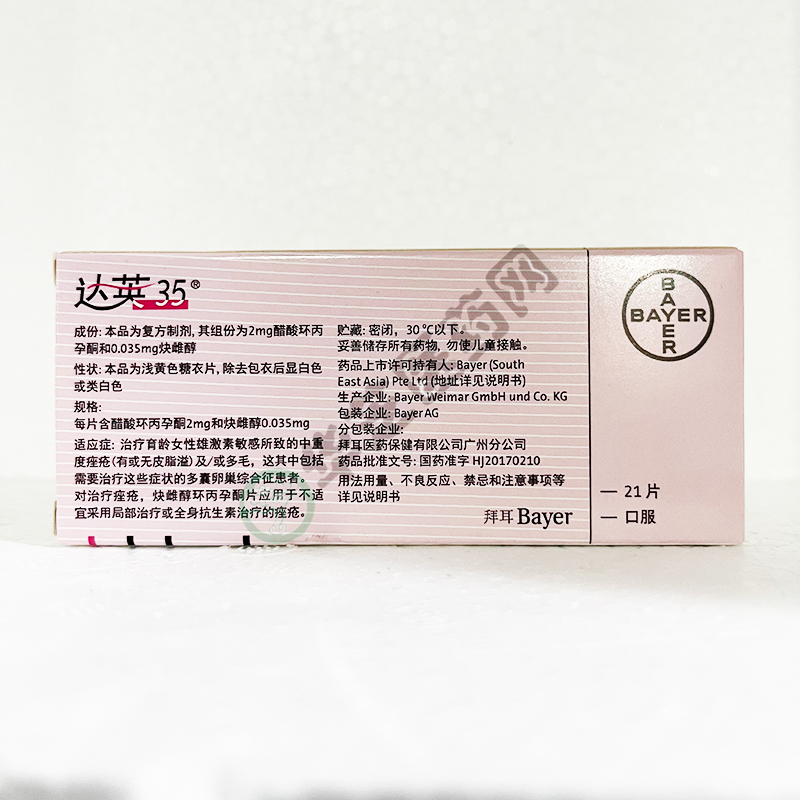 达英35®
成份：本品为复方制剂，其组份为2mg醋酸环丙
孕酮和0.035mg炔雌醇
性状：本品为浅黄色糖衣片，除去包衣后显白色
或类白色
规格：
每片含醋酸环丙孕酮2mg和炔雌醇0.035mg
适应症：治疗育龄女性雄激素敏感所致的中重
度痤疮（有或无皮脂溢）及/或多毛，这其中包括
需要治疗这些症状的多囊卵巢综合征患者。
对治疗痤疮，炔雌醇环丙孕酮片应用于不适
宜采用局部治疗或全身抗生素治疗的痤疮。
贮藏：密闭，30℃以下。
妥善储存所有药物，勿使儿童接触。
药品上市许可持有人：Bayer (South
East Asia) Pte Ltd (地址详见说明书)
生产企业：Bayer Weimar GmbH und Co. KG
包装企业：Bayer AG
分包装企业：
拜耳医药保健有限公司广州分公司
药品批准文号：国药准字 HJ20170210
用法用量、不良反应、禁忌和注意事项等
详见说明书
拜耳 Bayer
BAYER
BAYER
— 21 片
— 口服